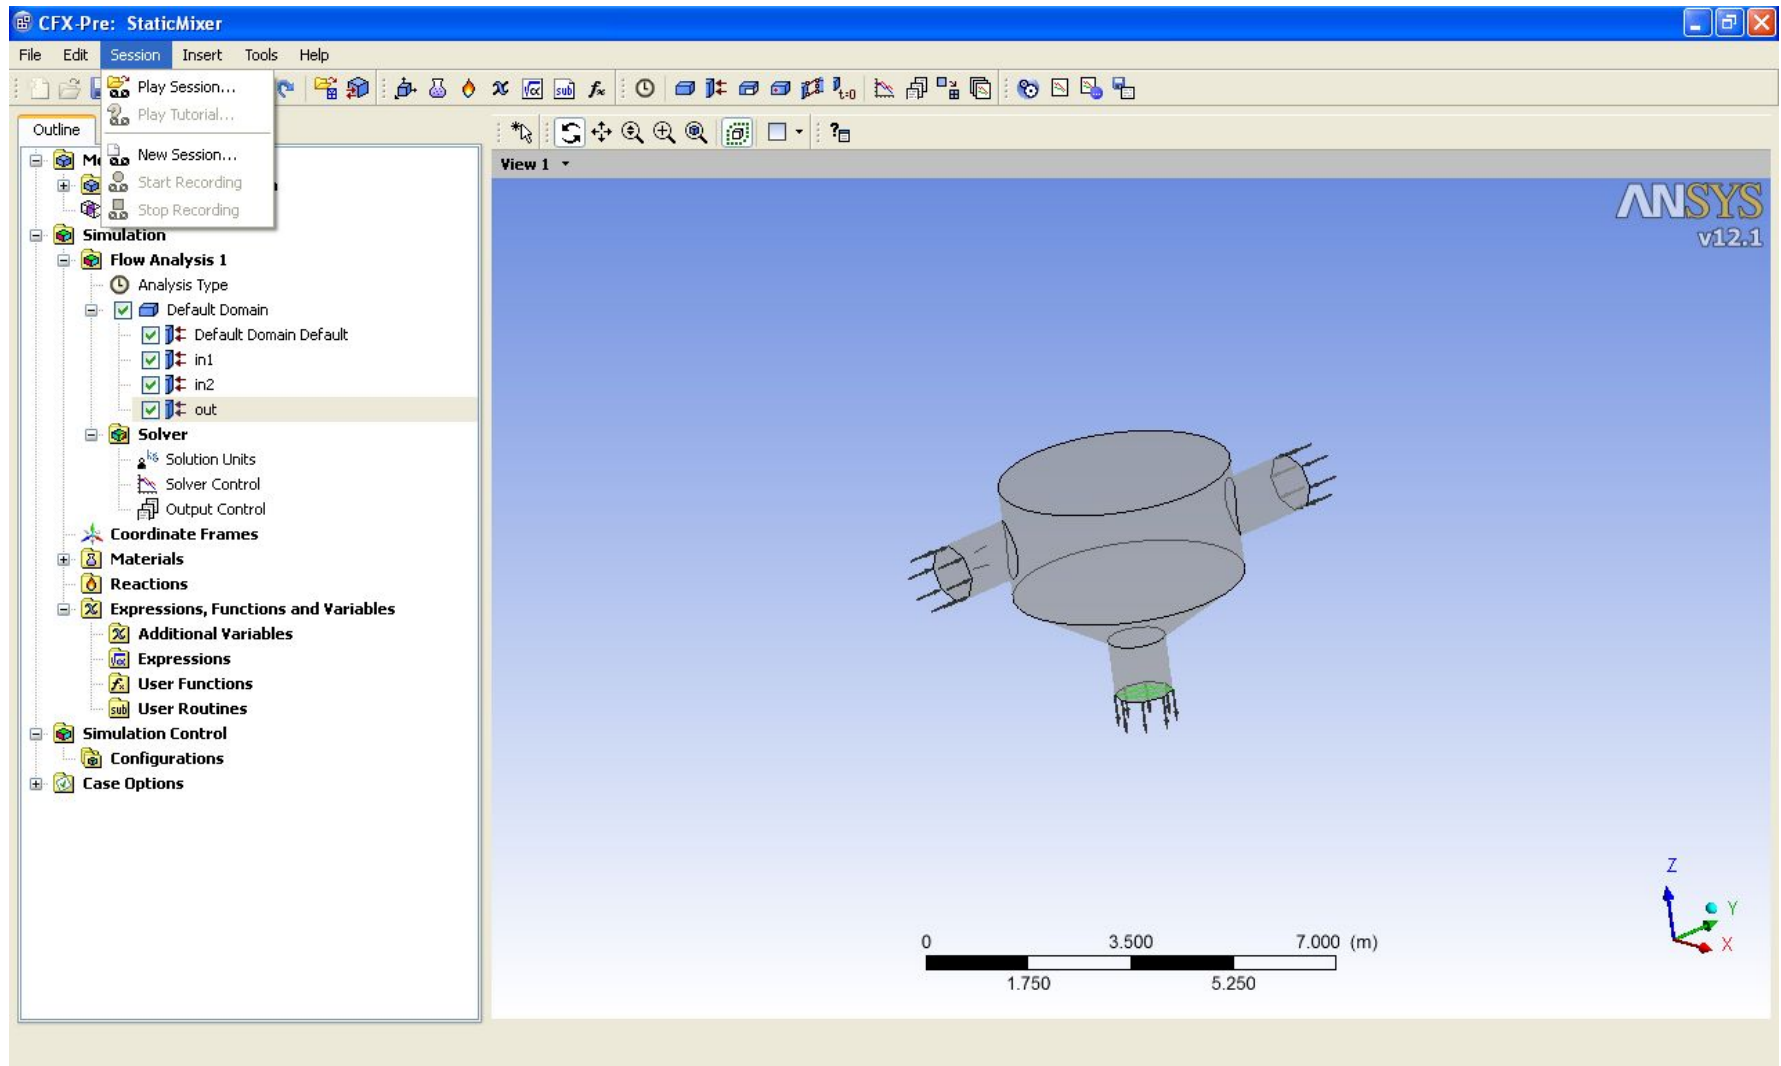 CFX-Pre: StaticMixer
File Edit Session Insert Tools Help
Play Session...
Play Tutorial...
New Session...
Start Recording
Stop Recording
Outline
View 1
ANSYS
v12.1
Simulation
Flow Analysis 1
Analysis Type
Default Domain
Default Domain Default
in1
in2
out
Solver
Solution Units
Solver Control
Output Control
Coordinate Frames
Materials
Reactions
Expressions, Functions and Variables
Additional Variables
Expressions
User Functions
User Routines
Simulation Control
Configurations
Case Options
Z
Y
X
0 3.500 7.000 (m)
1.750 5.250